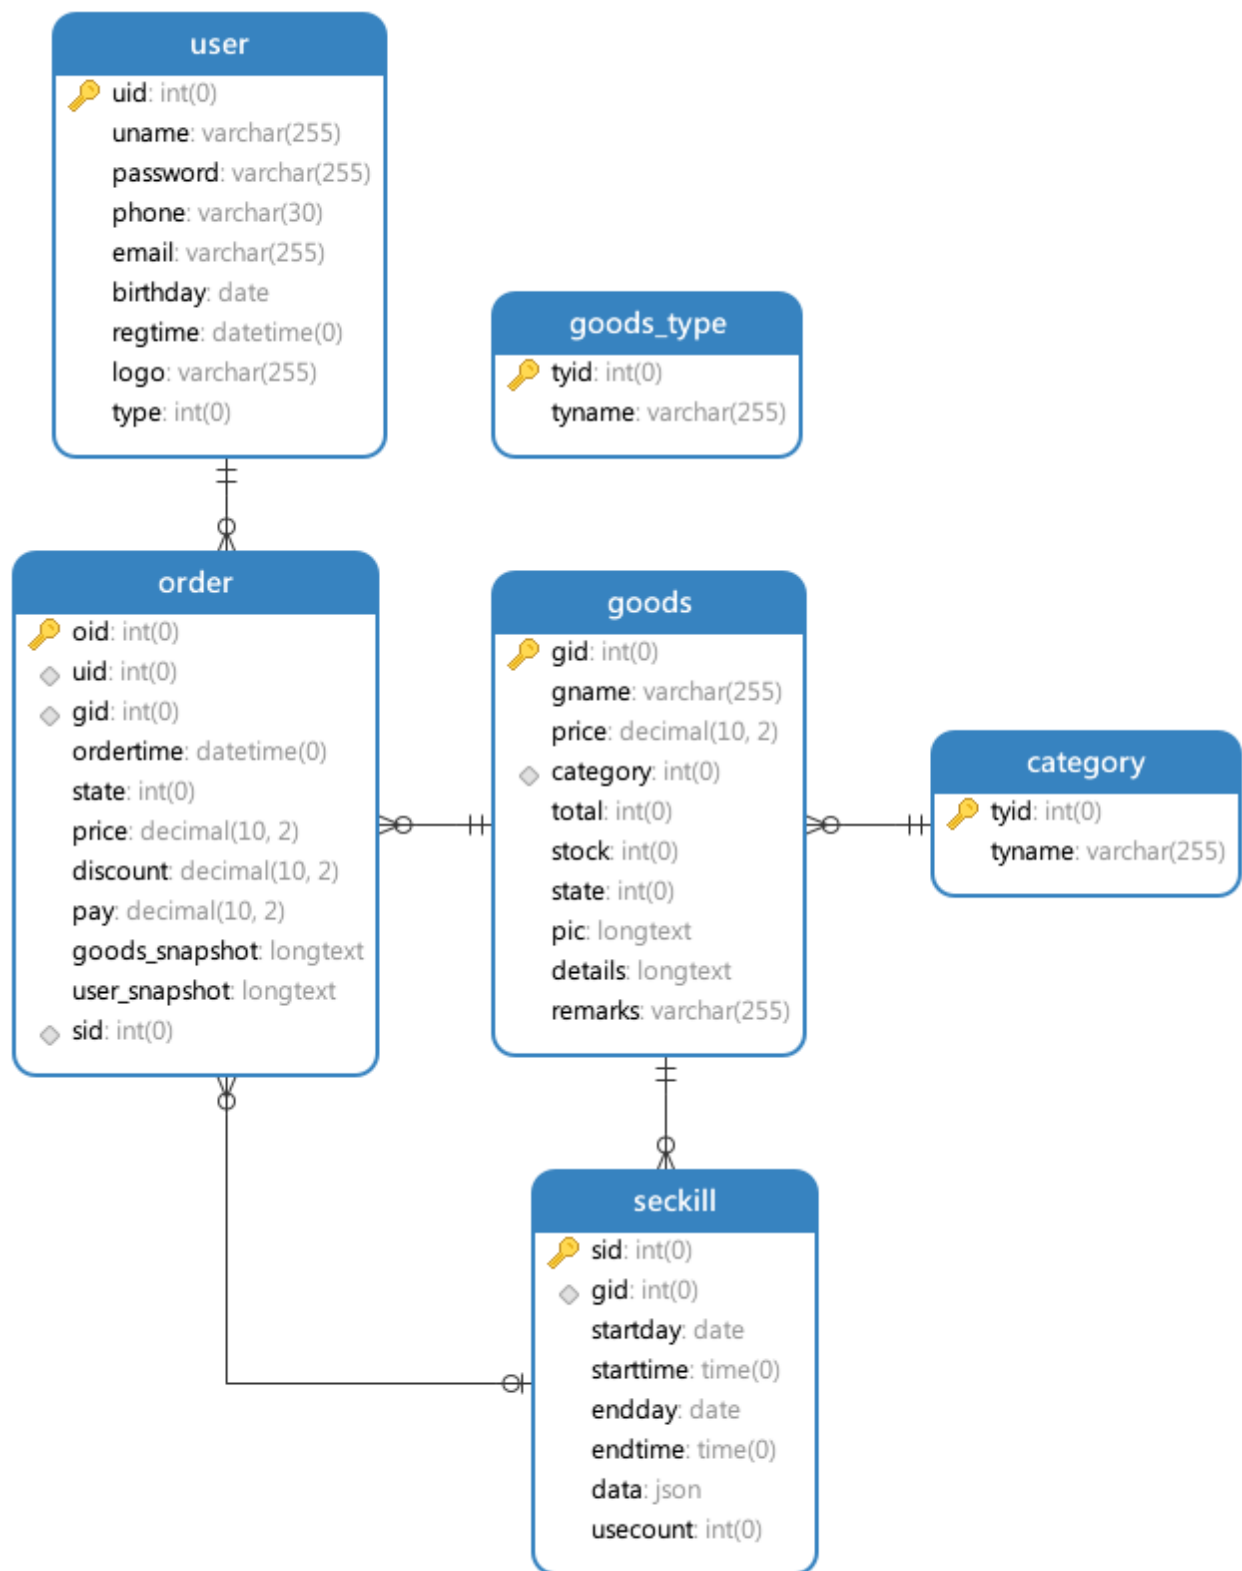 user
uid: int(0)
uname: varchar(255)
password: varchar(255)
phone: varchar(30)
email: varchar(255)
birthday: date
regtime: datetime(0)
logo: varchar(255)
type: int(0)
goods_type
tyid: int(0)
tyname: varchar(255)
order
oid: int(0)
uid: int(0)
gid: int(0)
ordertime: datetime(0)
state: int(0)
price: decimal(10, 2)
discount: decimal(10, 2)
pay: decimal(10, 2)
goods_snapshot: longtext
user_snapshot: longtext
sid: int(0)
goods
gid: int(0)
gname: varchar(255)
price: decimal(10, 2)
category: int(0)
total: int(0)
stock: int(0)
state: int(0)
pic: longtext
details: longtext
remarks: varchar(255)
category
tyid: int(0)
tyname: varchar(255)
seckill
sid: int(0)
gid: int(0)
startday: date
starttime: time(0)
endday: date
endtime: time(0)
data: json
usecount: int(0)